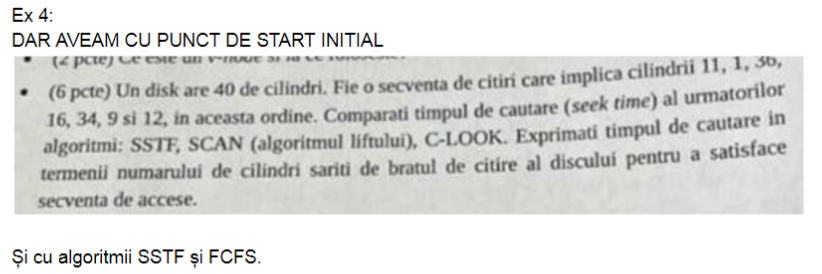 Ex 4:
DAR AVEAM CU PUNCT DE START INITIAL
• (2 pcte) Ce este un v-node si la ce
• (6 pcte) Un disk are 40 de cilindri. Fie o secventa de citiri care implica cilindrii 11, 1, 36,
16, 34, 9 si 12, in aceasta ordine. Comparati timpul de cautare (seek time) al urmatorilor
algoritmi: SSTF, SCAN (algoritmul liftului), C-LOOK. Exprimati timpul de cautare in
termenii numarului de cilindri sariti de bratul de citire al discului pentru a satisface
secventa de accese.
Și cu algoritmii SSTF și FCFS.